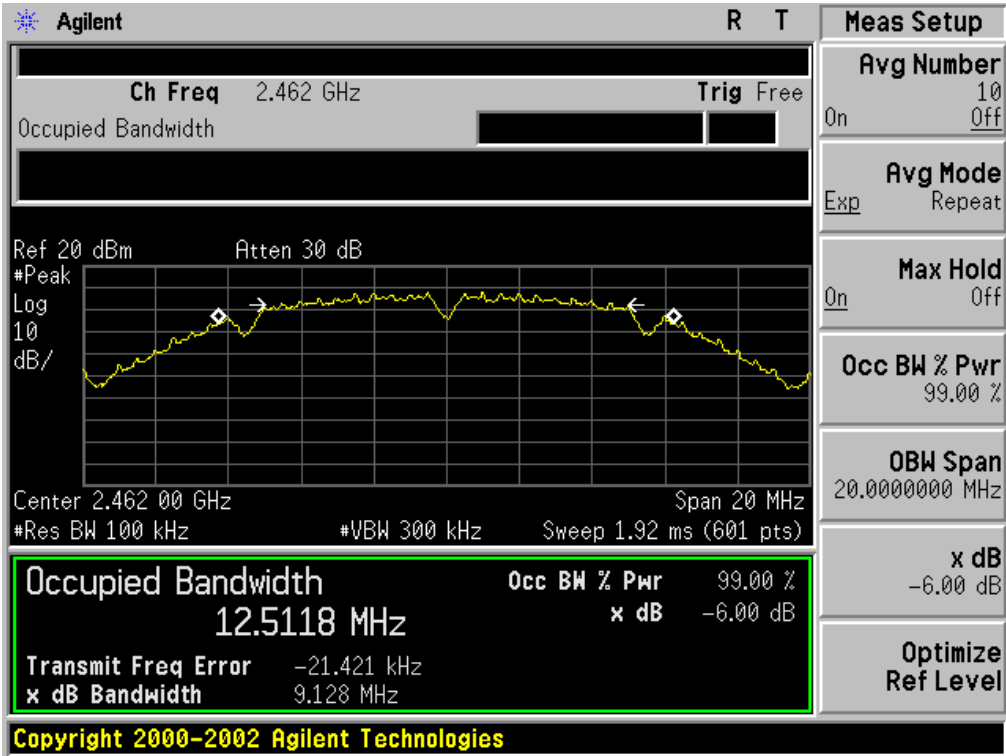 Agilent R T
Ch Freq 2.462 GHz Trig Free
Occupied Bandwidth
Ref 20 dBm Atten 30 dB
#Peak
Log
10
dB/
Center 2.462 00 GHz Span 20 MHz
#Res BW 100 kHz #VBW 300 kHz Sweep 1.92 ms (601 pts)
Occupied Bandwidth Occ BW % Pwr 99.00 %
12.5118 MHz x dB -6.00 dB
Transmit Freq Error -21.421 kHz
x dB Bandwidth 9.128 MHz
Copyright 2000-2002 Agilent Technologies
Meas Setup
Avg Number
10
On Off
Avg Mode
Exp Repeat
Max Hold
On Off
Occ BW % Pwr
99.00 %
OBW Span
20.0000000 MHz
x dB
-6.00 dB
Optimize
Ref Level